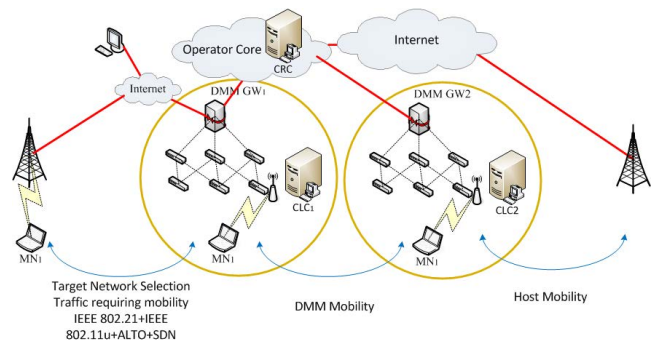 Operator Core
CRC
Internet
Internet
DMM GW1
DMM GW2
CLC1
CLC2
MN1
MN1
MN1
Target Network Selection
Traffic requiring mobility
IEEE 802.21+IEEE
802.11u+ALTO+SDN
DMM Mobility
Host Mobility